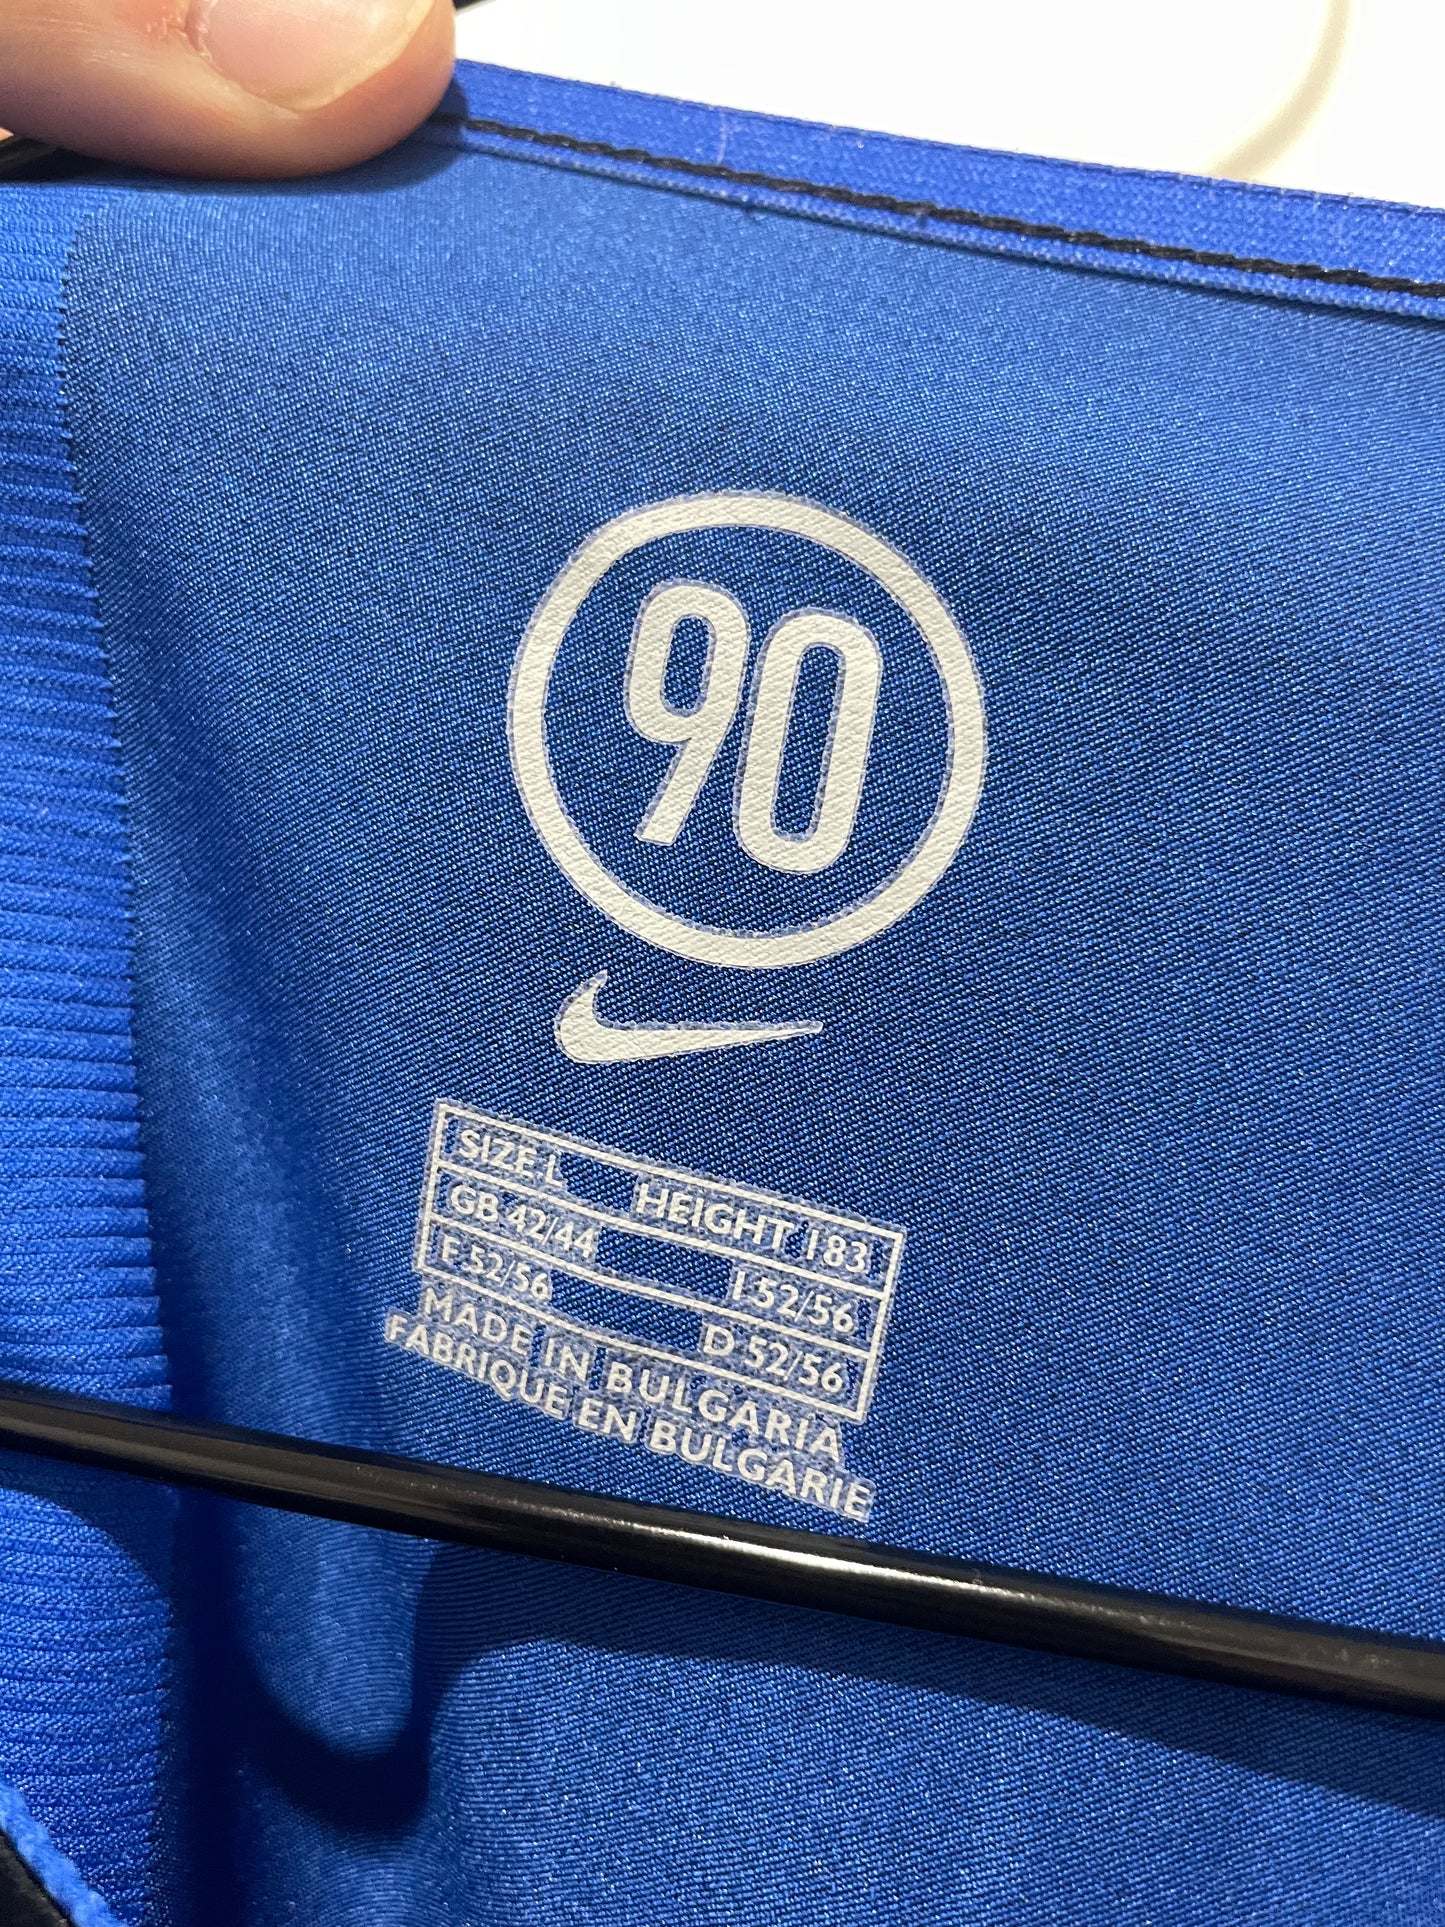 90
SIZE L HEIGHT 183
GB 42/44 I 52/56
F 52/56 D 52/56
MADE IN BULGARIA
FABRIQUE EN BULGARIE